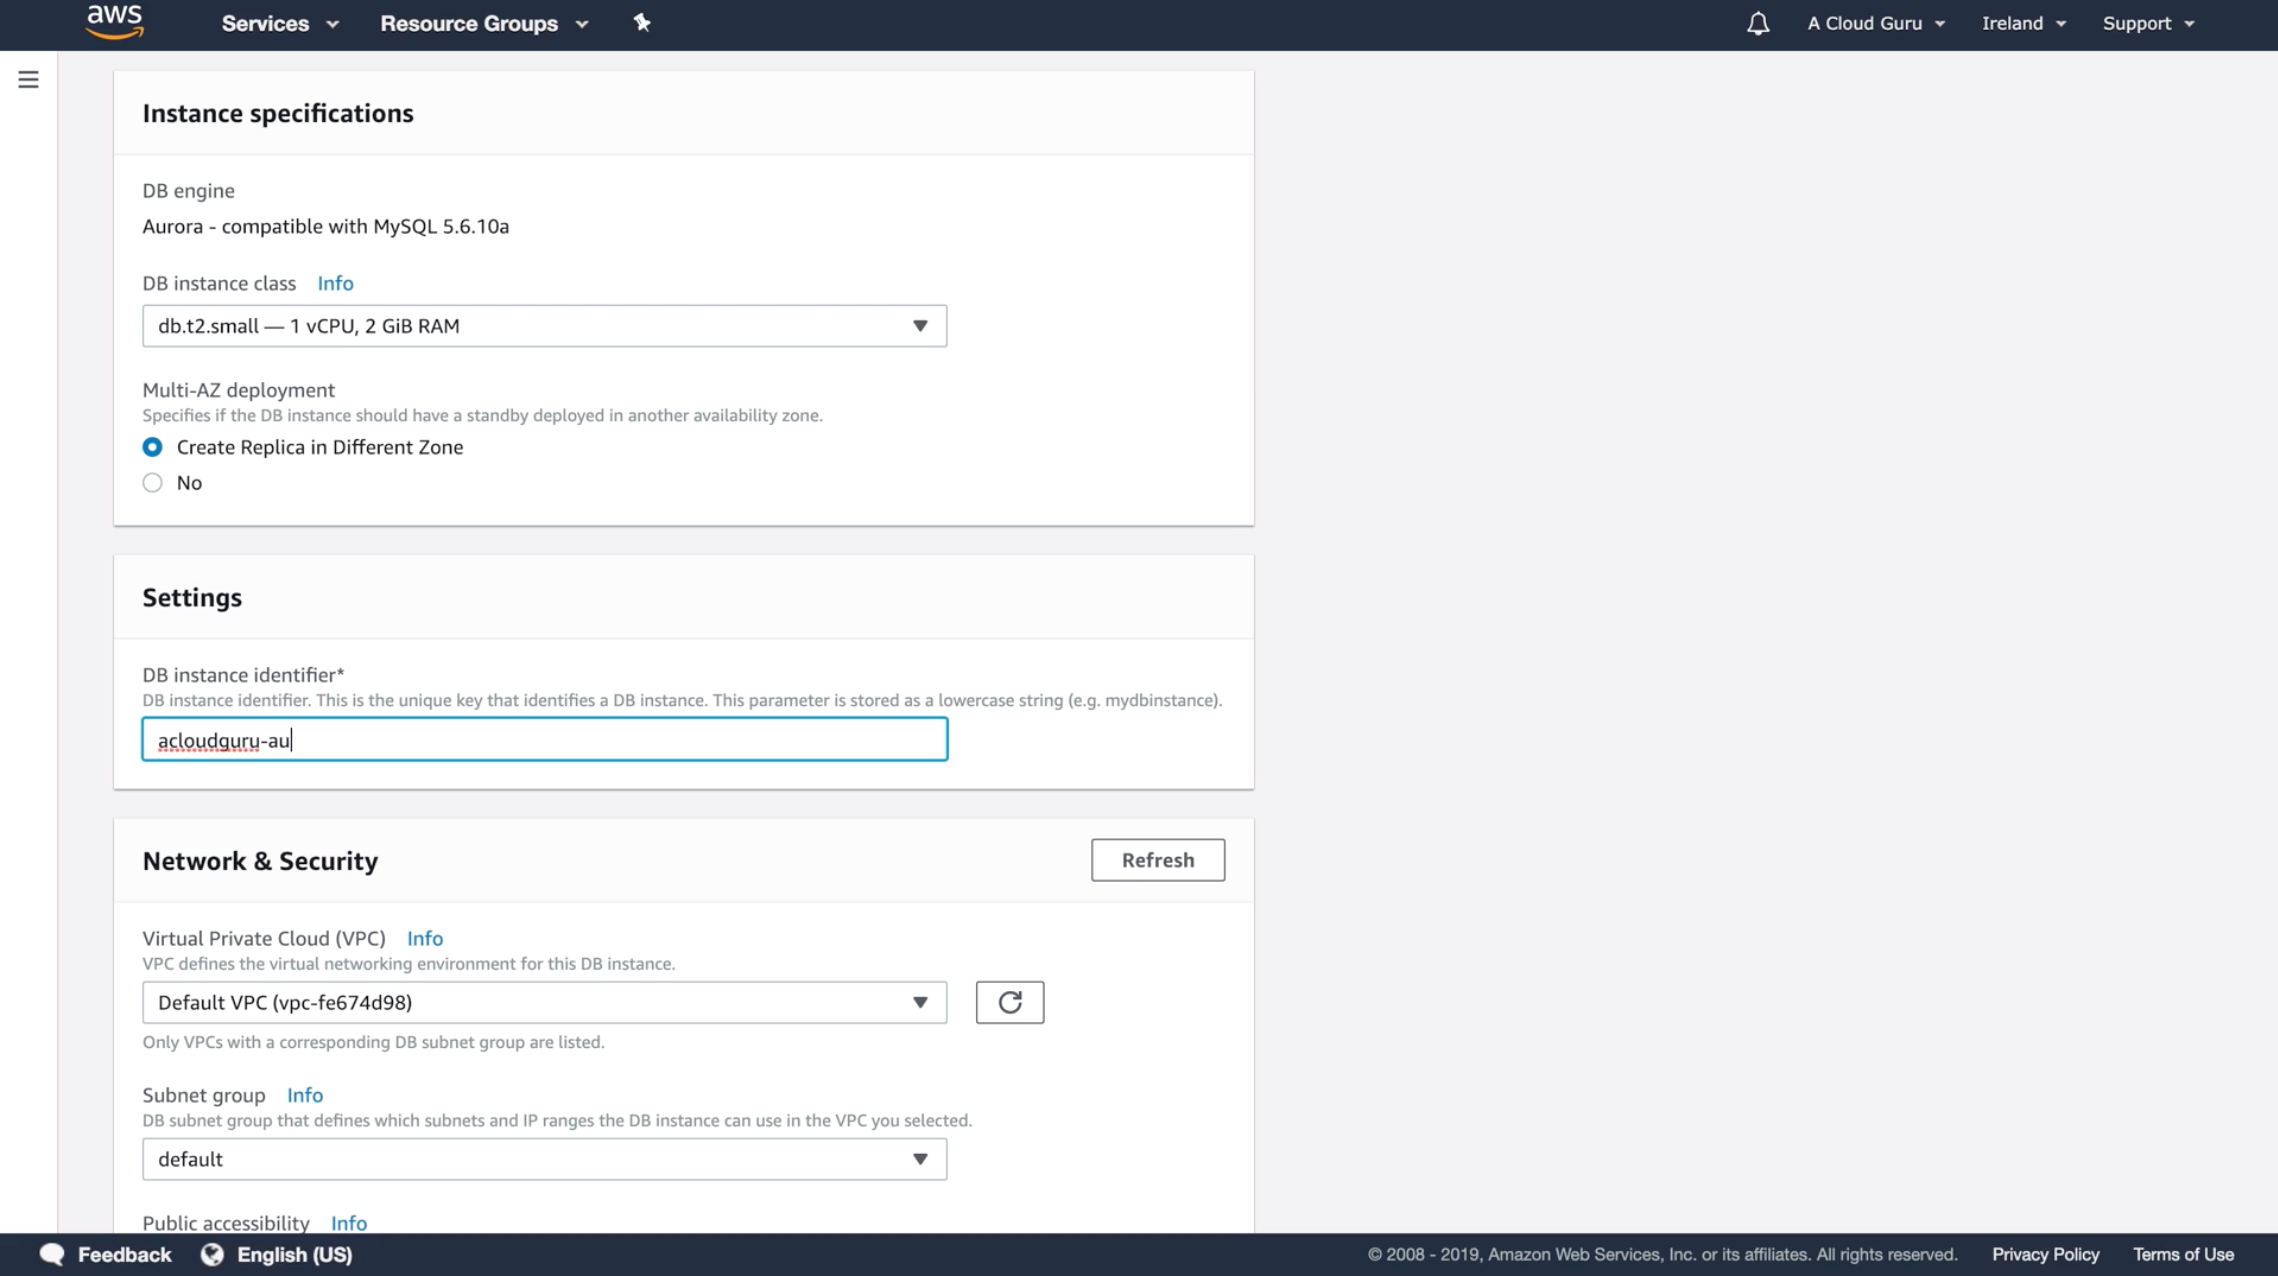 aws Services Resource Groups A Cloud Guru Ireland Support
Instance specifications
DB engine
Aurora - compatible with MySQL 5.6.10a
DB instance class Info
db.t2.small — 1 vCPU, 2 GiB RAM
Multi-AZ deployment
Specifies if the DB instance should have a standby deployed in another availability zone.
Create Replica in Different Zone
No
Settings
DB instance identifier*
DB instance identifier. This is the unique key that identifies a DB instance. This parameter is stored as a lowercase string (e.g. mydbinstance).
acloudguru-au
Network & Security Refresh
Virtual Private Cloud (VPC) Info
VPC defines the virtual networking environment for this DB instance.
Default VPC (vpc-fe674d98)
Only VPCs with a corresponding DB subnet group are listed.
Subnet group Info
DB subnet group that defines which subnets and IP ranges the DB instance can use in the VPC you selected.
default
Public accessibility Info
Feedback English (US) © 2008 - 2019, Amazon Web Services, Inc. or its affiliates. All rights reserved. Privacy Policy Terms of Use